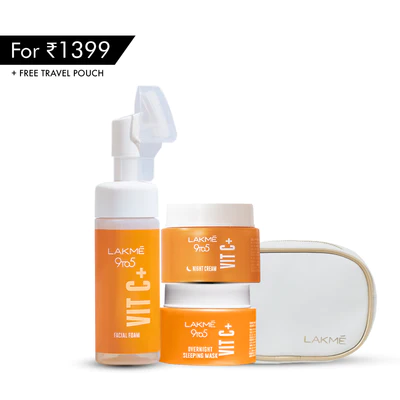 For ₹1399
+ FREE TRAVEL POUCH
LAKMĒ
9to5
VIT C+
FACIAL FOAM
LAKMĒ
9to5
NIGHT CREAM
VIT C+
LAKMĒ
9to5
OVERNIGHT
SLEEPING MASK
VIT C+
LAKMĒ